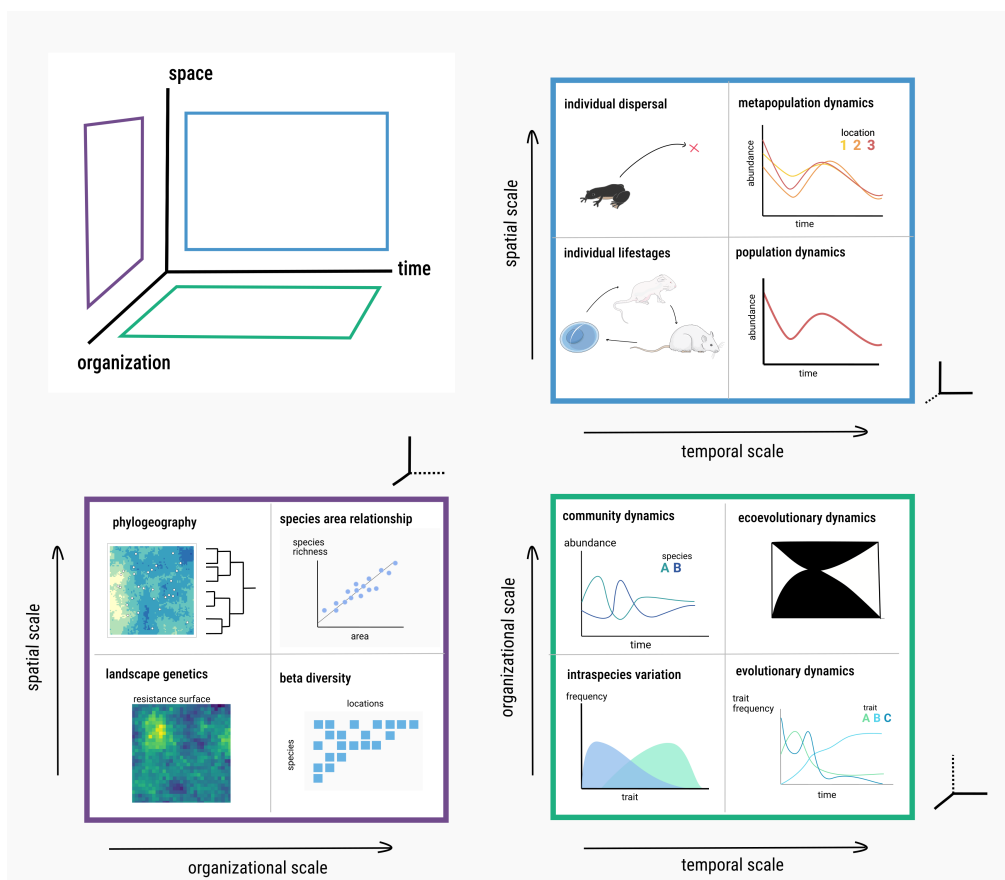 space
time
organization
individual dispersal
metapopulation dynamics
location
1 2 3
abundance
time
individual lifestages
population dynamics
abundance
time
spatial scale
temporal scale
phylogeography
species area relationship
species
richness
area
landscape genetics
resistance surface
beta diversity
locations
species
spatial scale
organizational scale
community dynamics
abundance
species
A B
time
ecoevolutionary dynamics
intraspecies variation
frequency
trait
evolutionary dynamics
trait
frequency
trait
A B C
time
organizational scale
temporal scale